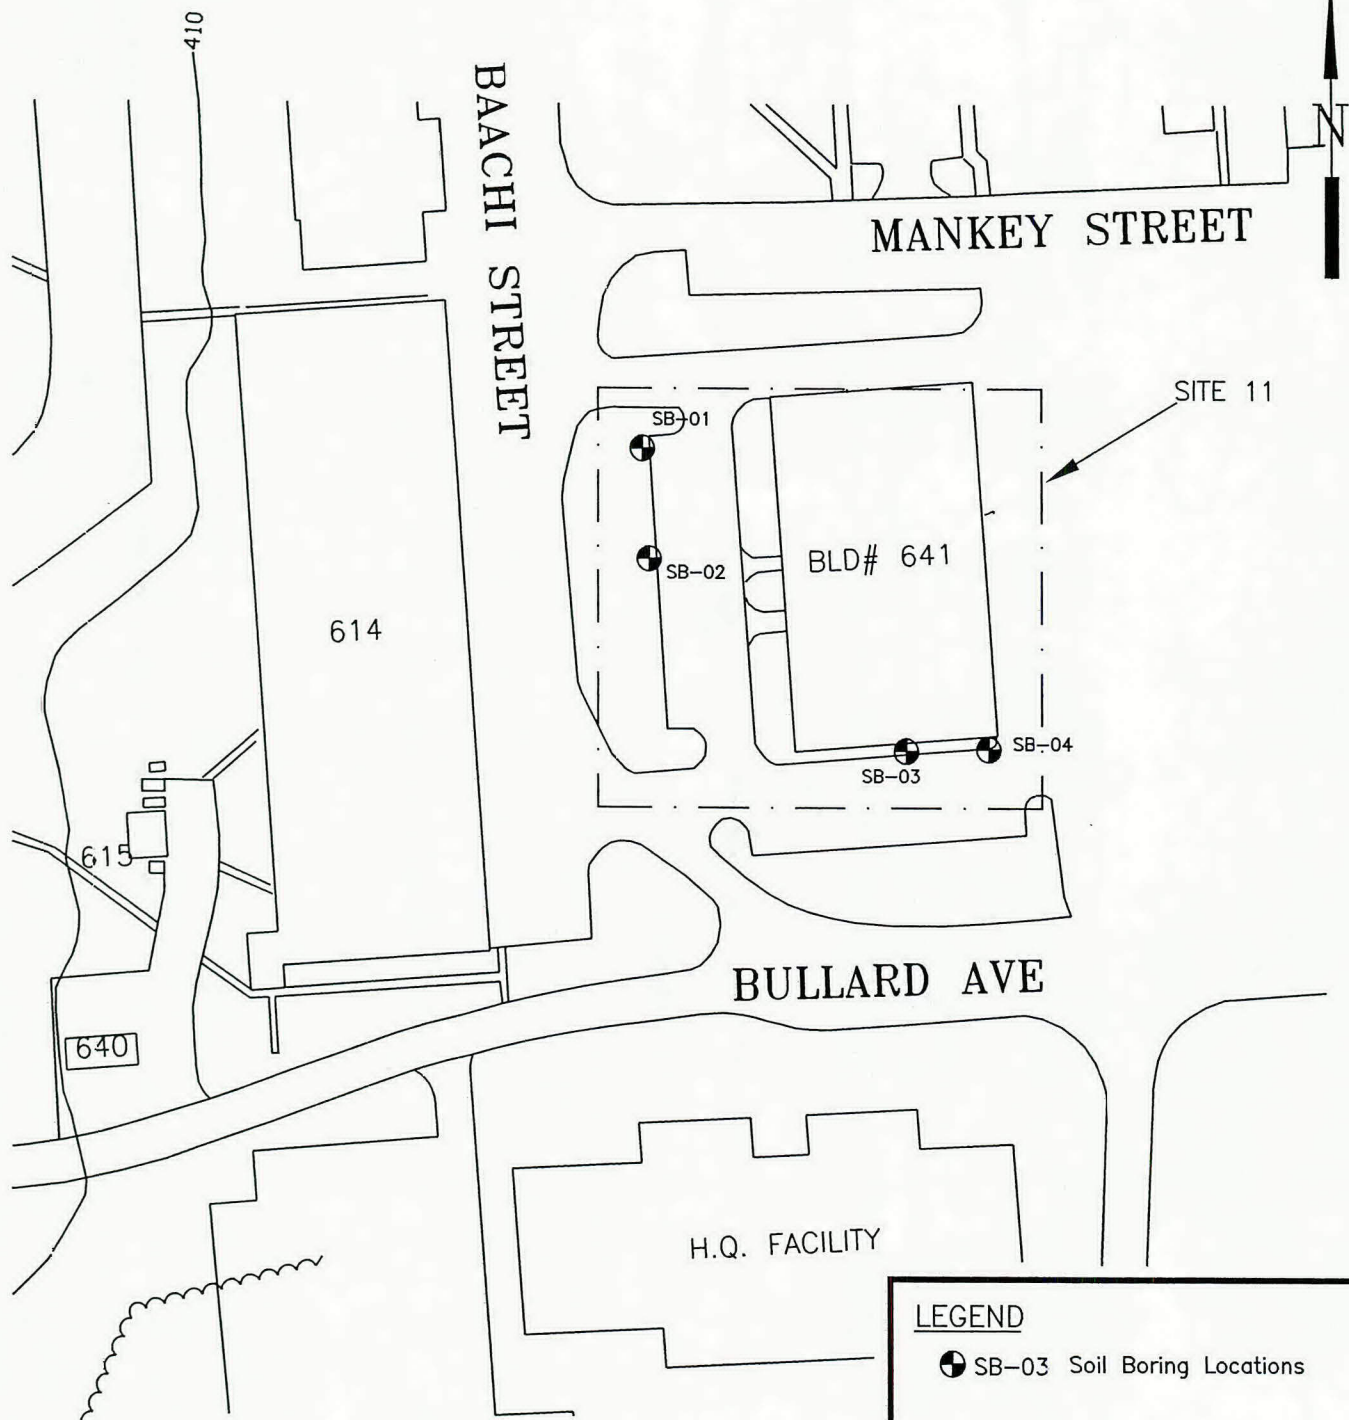 410
N
BAACHI STREET
MANKEY STREET
SITE 11
SB-01
SB-02
BLD# 641
614
SB-03
SB-04
615
BULLARD AVE
640
H.Q. FACILITY
LEGEND
SB-03 Soil Boring Locations